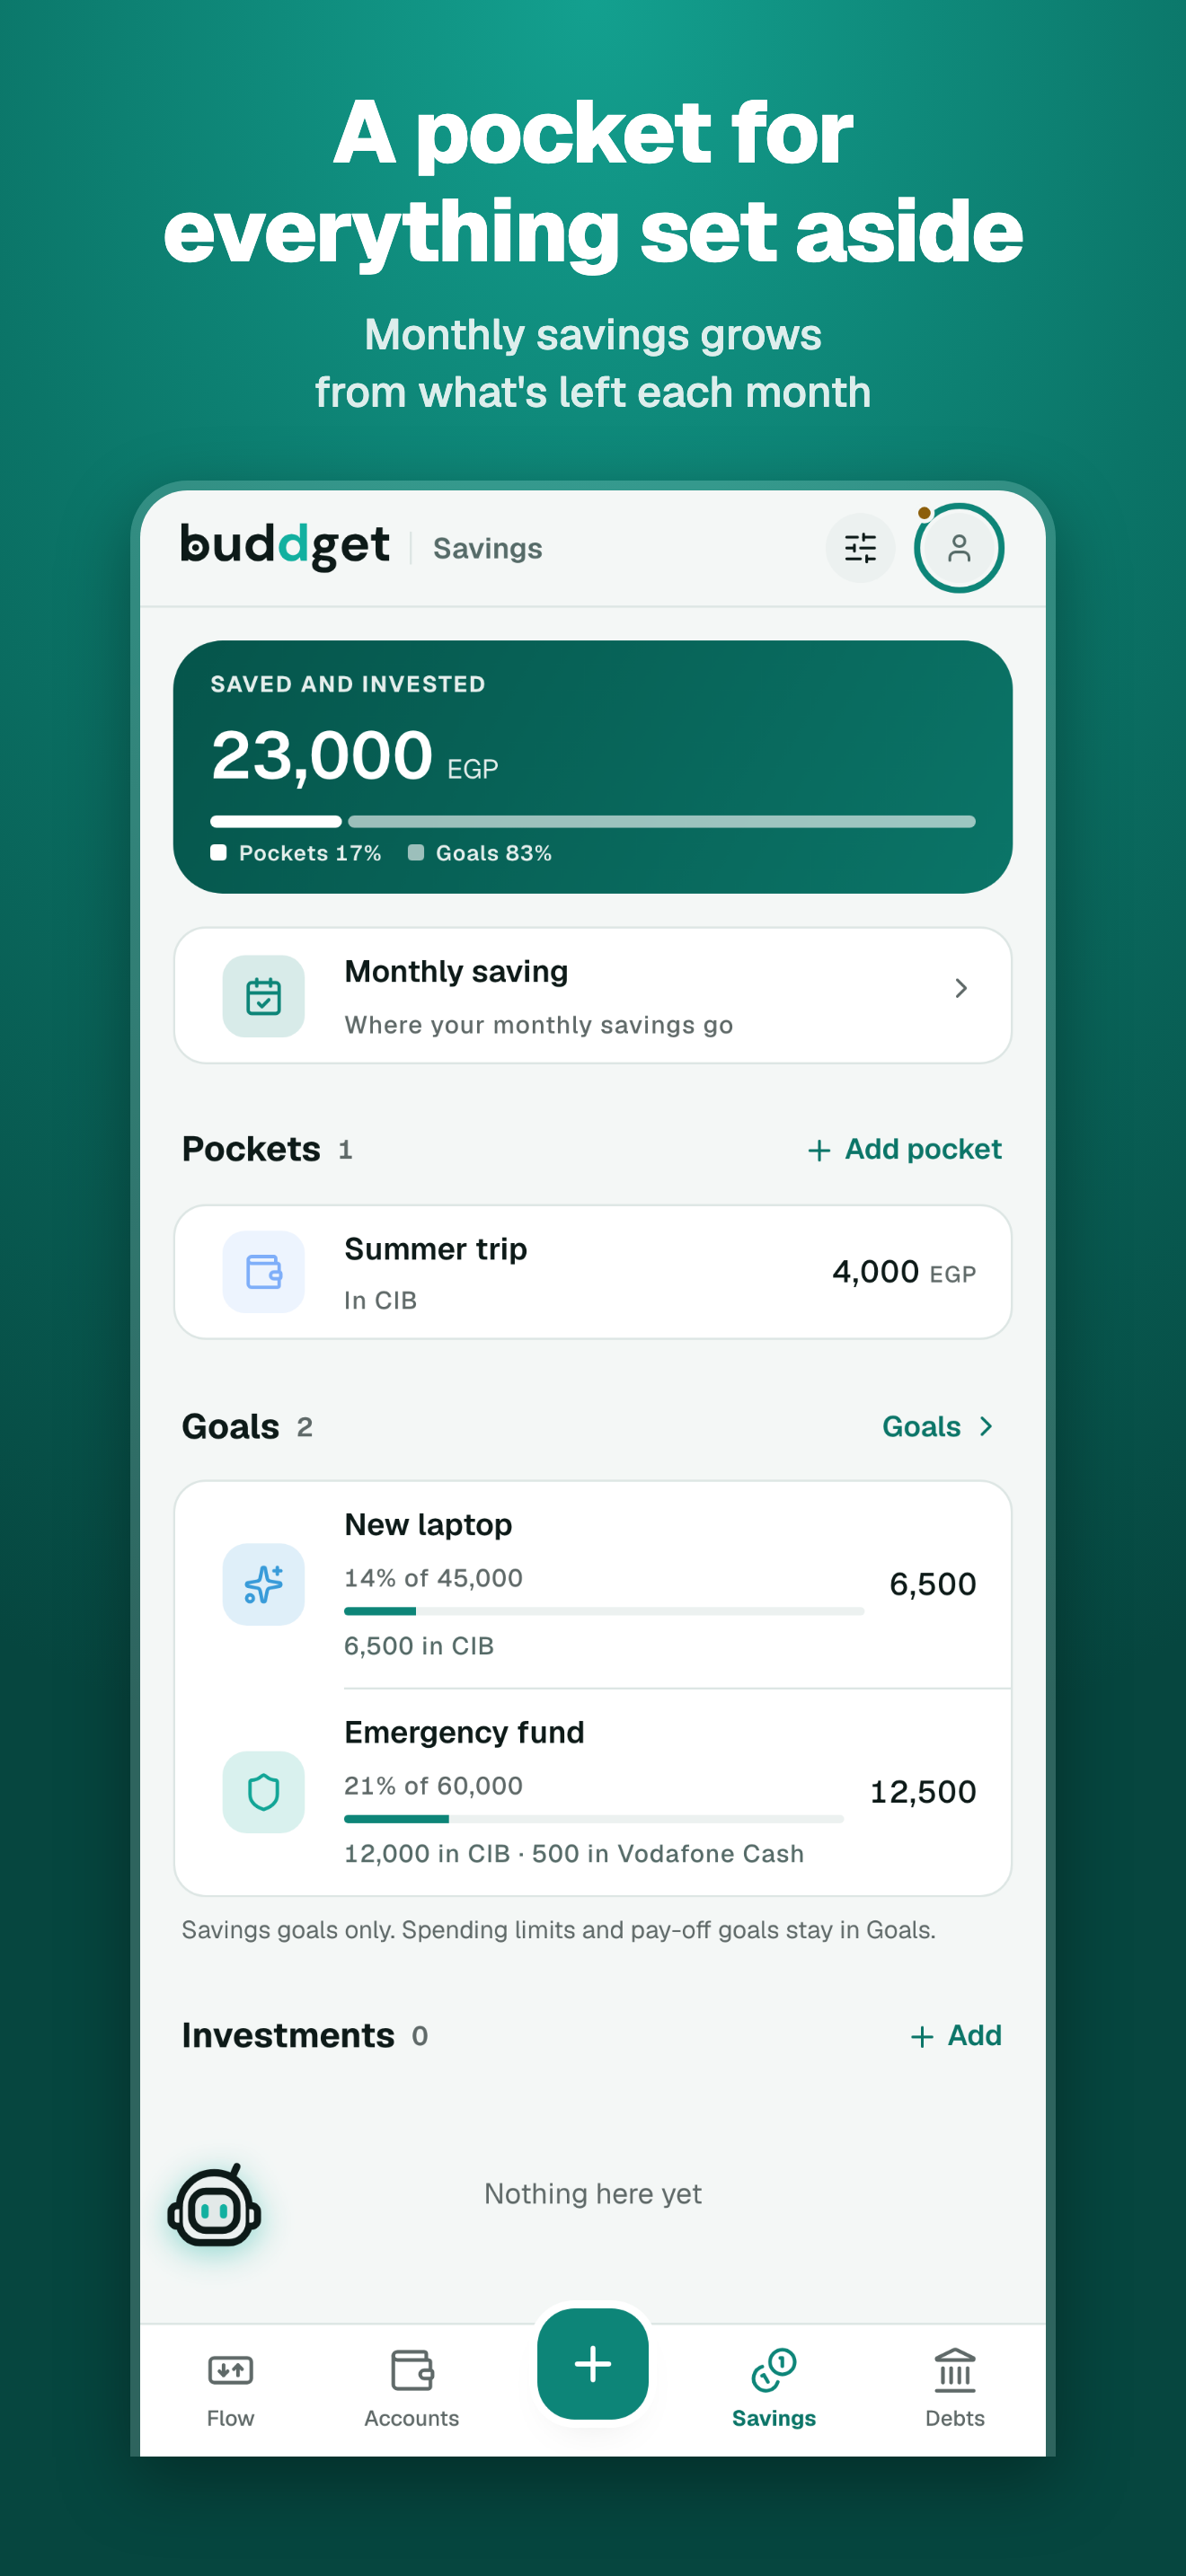 A pocket for
everything set aside
Monthly savings grows
from what's left each month
buddget
Savings
SAVED AND INVESTED
23,000 EGP
Pockets 17% Goals 83%
Monthly saving
Where your monthly savings go
Pockets 1
+ Add pocket
Summer trip
In CIB
4,000 EGP
Goals 2
Goals
New laptop
14% of 45,000
6,500
6,500 in CIB
Emergency fund
21% of 60,000
12,500
12,000 in CIB · 500 in Vodafone Cash
Savings goals only. Spending limits and pay-off goals stay in Goals.
Investments 0
+ Add
Nothing here yet
Flow
Accounts
Savings
Debts